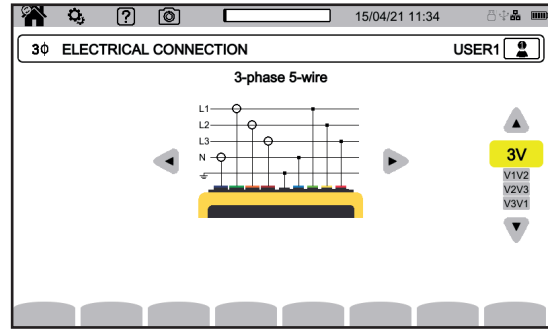 ? 15/04/21 11:34
3Φ ELECTRICAL CONNECTION USER1
3-phase 5-wire
L1
L2
L3
N
3V
V1V2
V2V3
V3V1